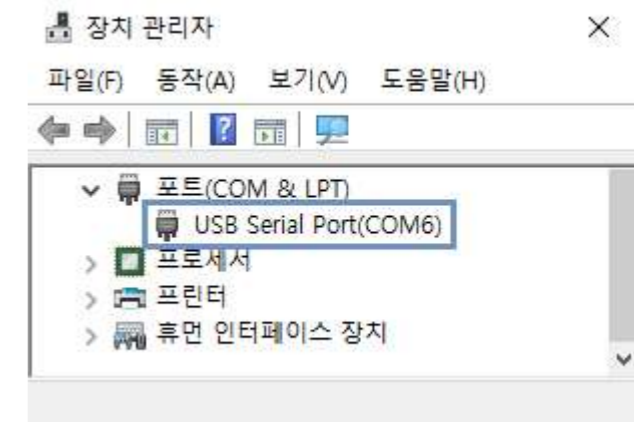 장치 관리자
파일(F) 동작(A) 보기(V) 도움말(H)
포트(COM & LPT)
USB Serial Port(COM6)
프로세서
프린터
휴먼 인터페이스 장치